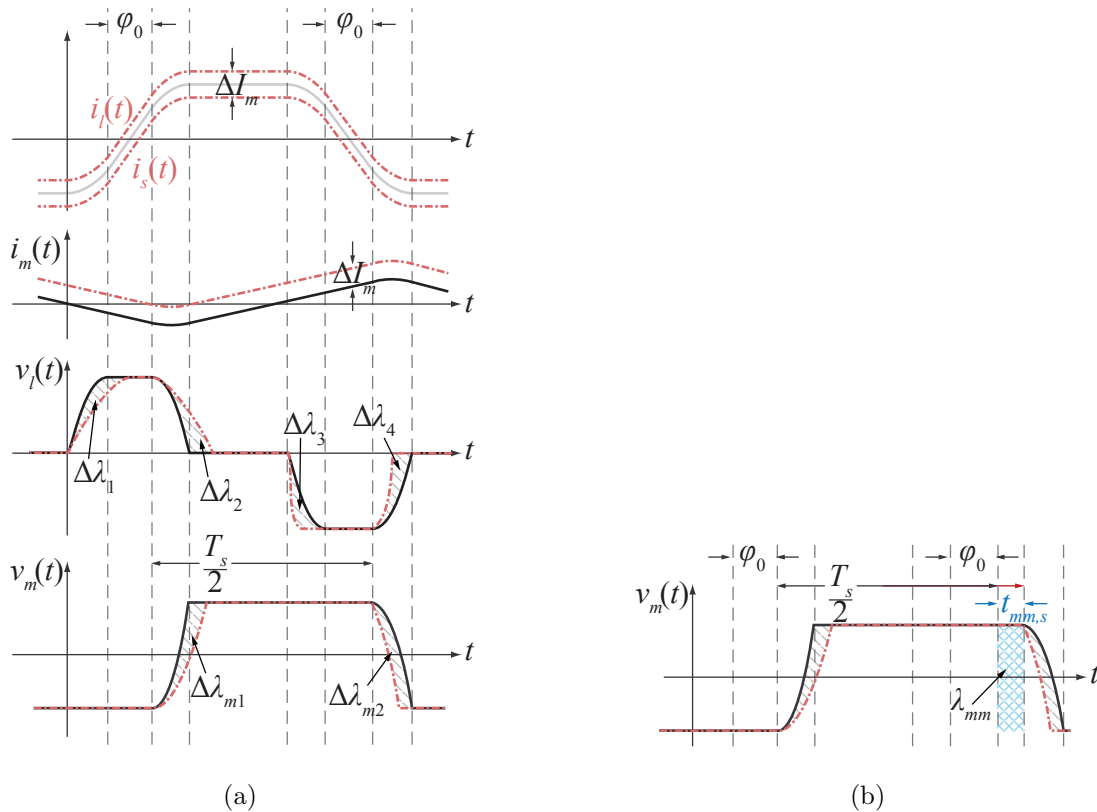 φ0 φ0
ΔIm
il(t)
t
is(t)
im(t)
ΔIm
t
vl(t)
Δλ3 Δλ4
t
Δλ1
Δλ2
Ts
2
vm(t)
t
Δλm1 Δλm2
(a)
φ0 φ0
Ts
2
vm(t) tmm,s
t
λmm
(b)